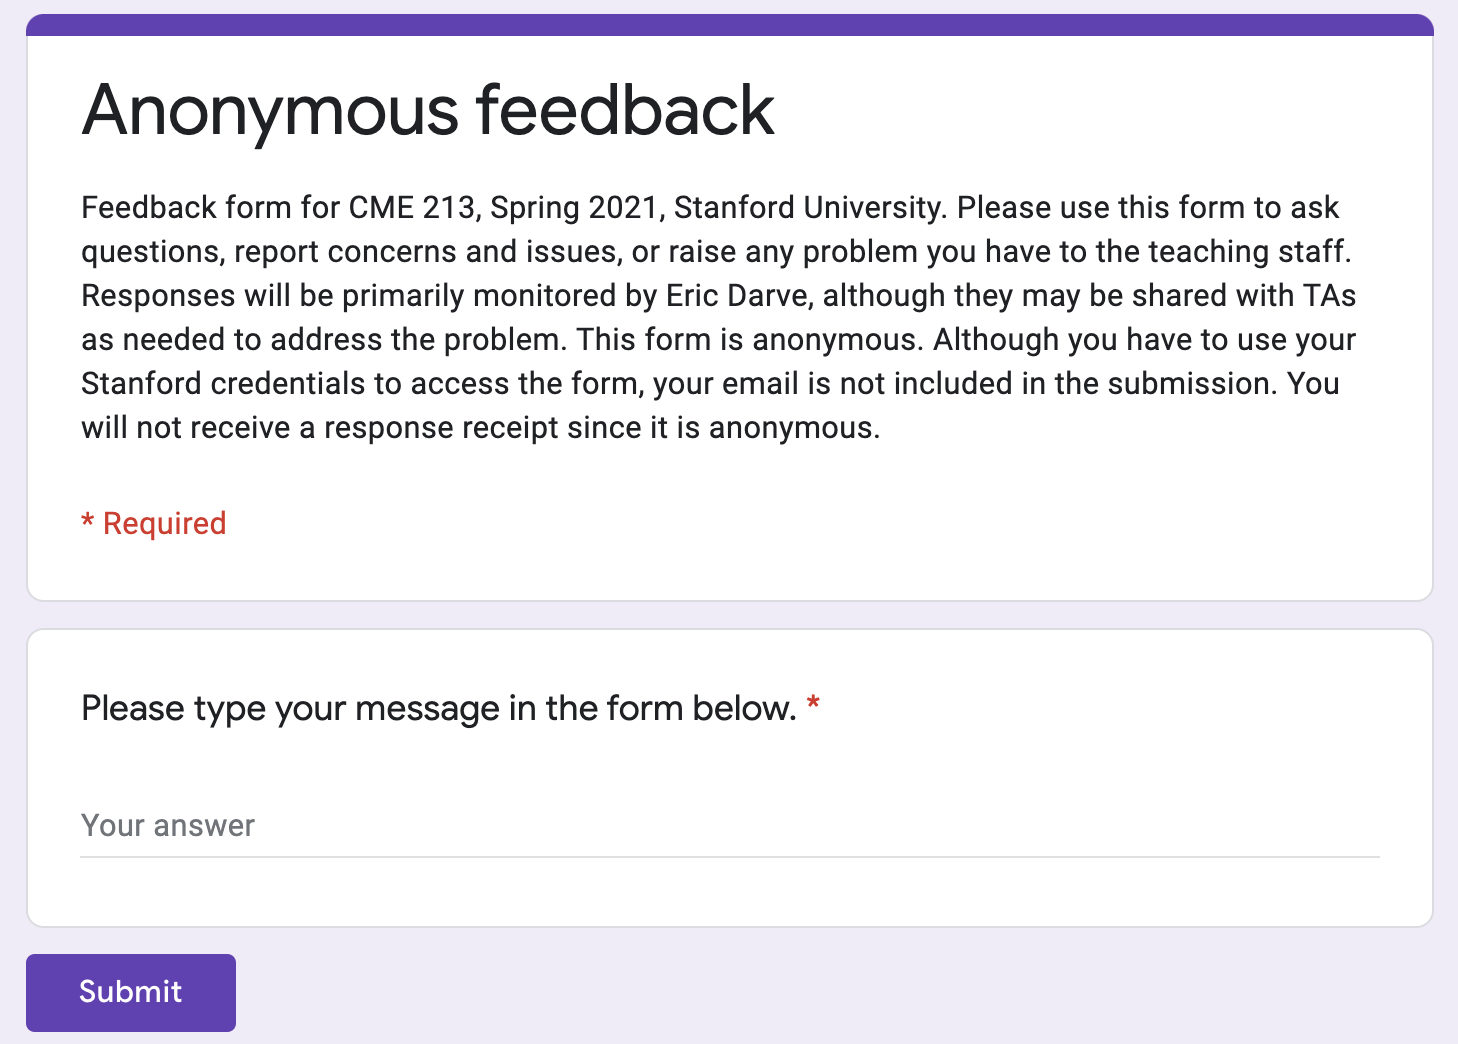 Anonymous feedback
Feedback form for CME 213, Spring 2021, Stanford University. Please use this form to ask
questions, report concerns and issues, or raise any problem you have to the teaching staff.
Responses will be primarily monitored by Eric Darve, although they may be shared with TAs
as needed to address the problem. This form is anonymous. Although you have to use your
Stanford credentials to access the form, your email is not included in the submission. You
will not receive a response receipt since it is anonymous.
* Required
Please type your message in the form below. *
Your answer
Submit